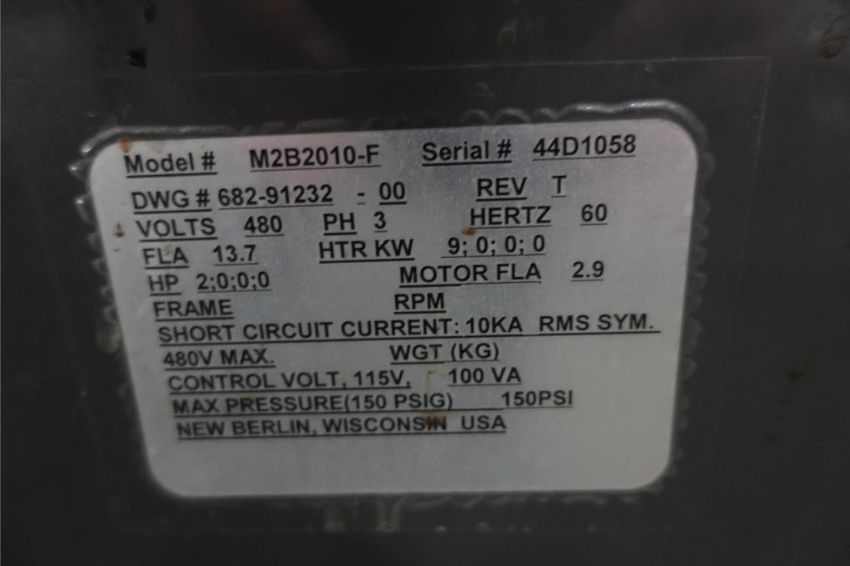 Model # M2B2010-F Serial # 44D1058
DWG # 682-91232 - 00 REV T
VOLTS 480 PH 3 HERTZ 60
FLA 13.7 HTR KW 9; 0; 0; 0
HP 2;0;0;0 MOTOR FLA 2.9
FRAME RPM
SHORT CIRCUIT CURRENT: 10KA RMS SYM.
480V MAX. WGT (KG)
CONTROL VOLT, 115V, 100 VA
MAX PRESSURE(150 PSIG) 150PSI
NEW BERLIN, WISCONSIN USA